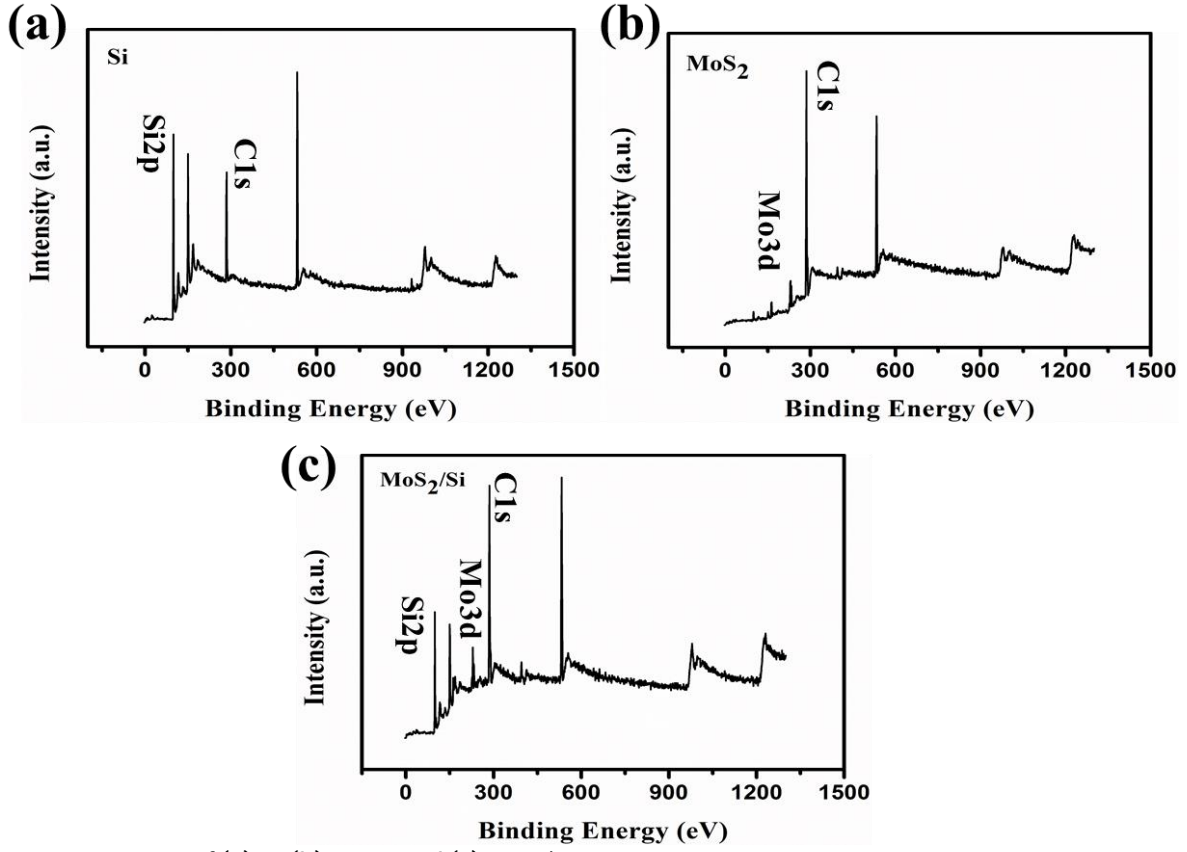 (a)
Si
Si2p
C1s
Intensity (a.u.)
0 300 600 900 1200 1500
Binding Energy (eV)
(b)
MoS2
Mo3d
C1s
Intensity (a.u.)
0 300 600 900 1200 1500
Binding Energy (eV)
(c)
MoS2/Si
Si2p
Mo3d
C1s
Intensity (a.u.)
0 300 600 900 1200 1500
Binding Energy (eV)